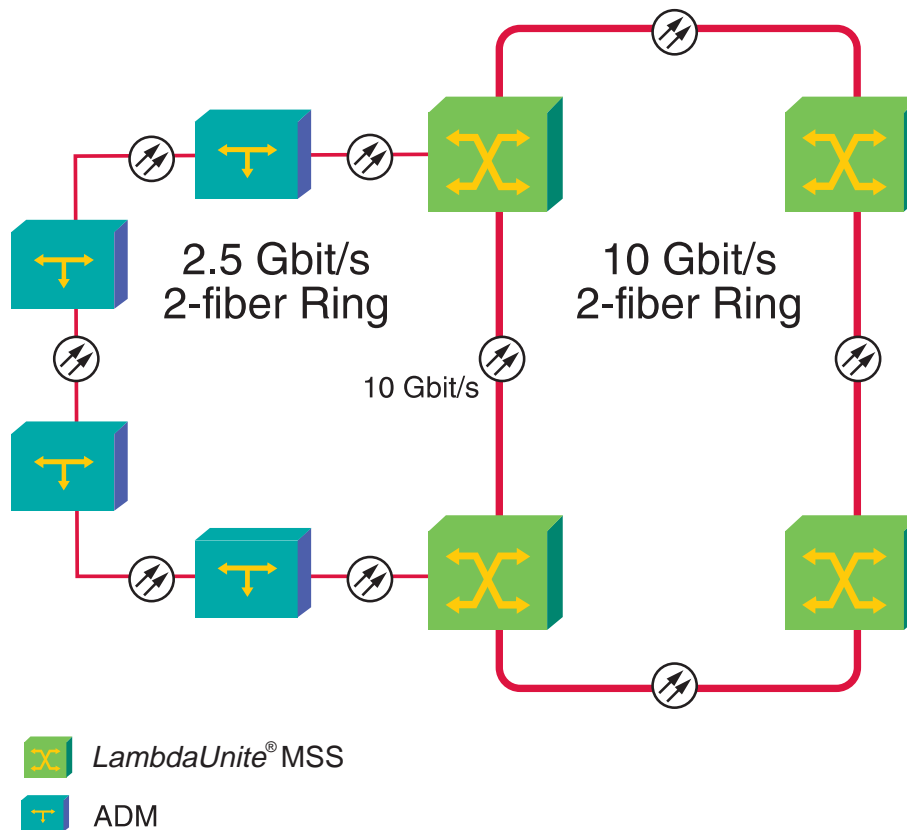 2.5 Gbit/s
2-fiber Ring
10 Gbit/s
2-fiber Ring
10 Gbit/s
LambdaUnite® MSS
ADM